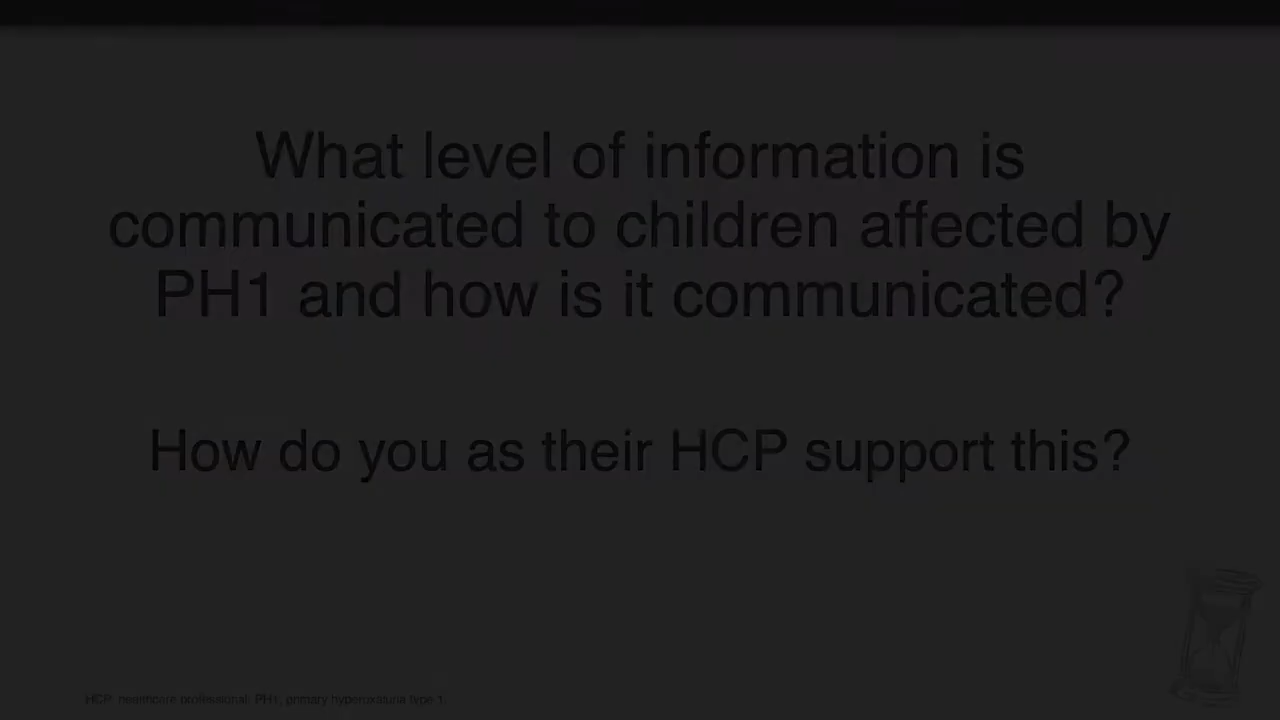 What level of information is
communicated to children affected by
PH1 and how is it communicated?
How do you as their HCP support this?
HCP, healthcare professional; PH1, primary hyperoxaluria type 1.